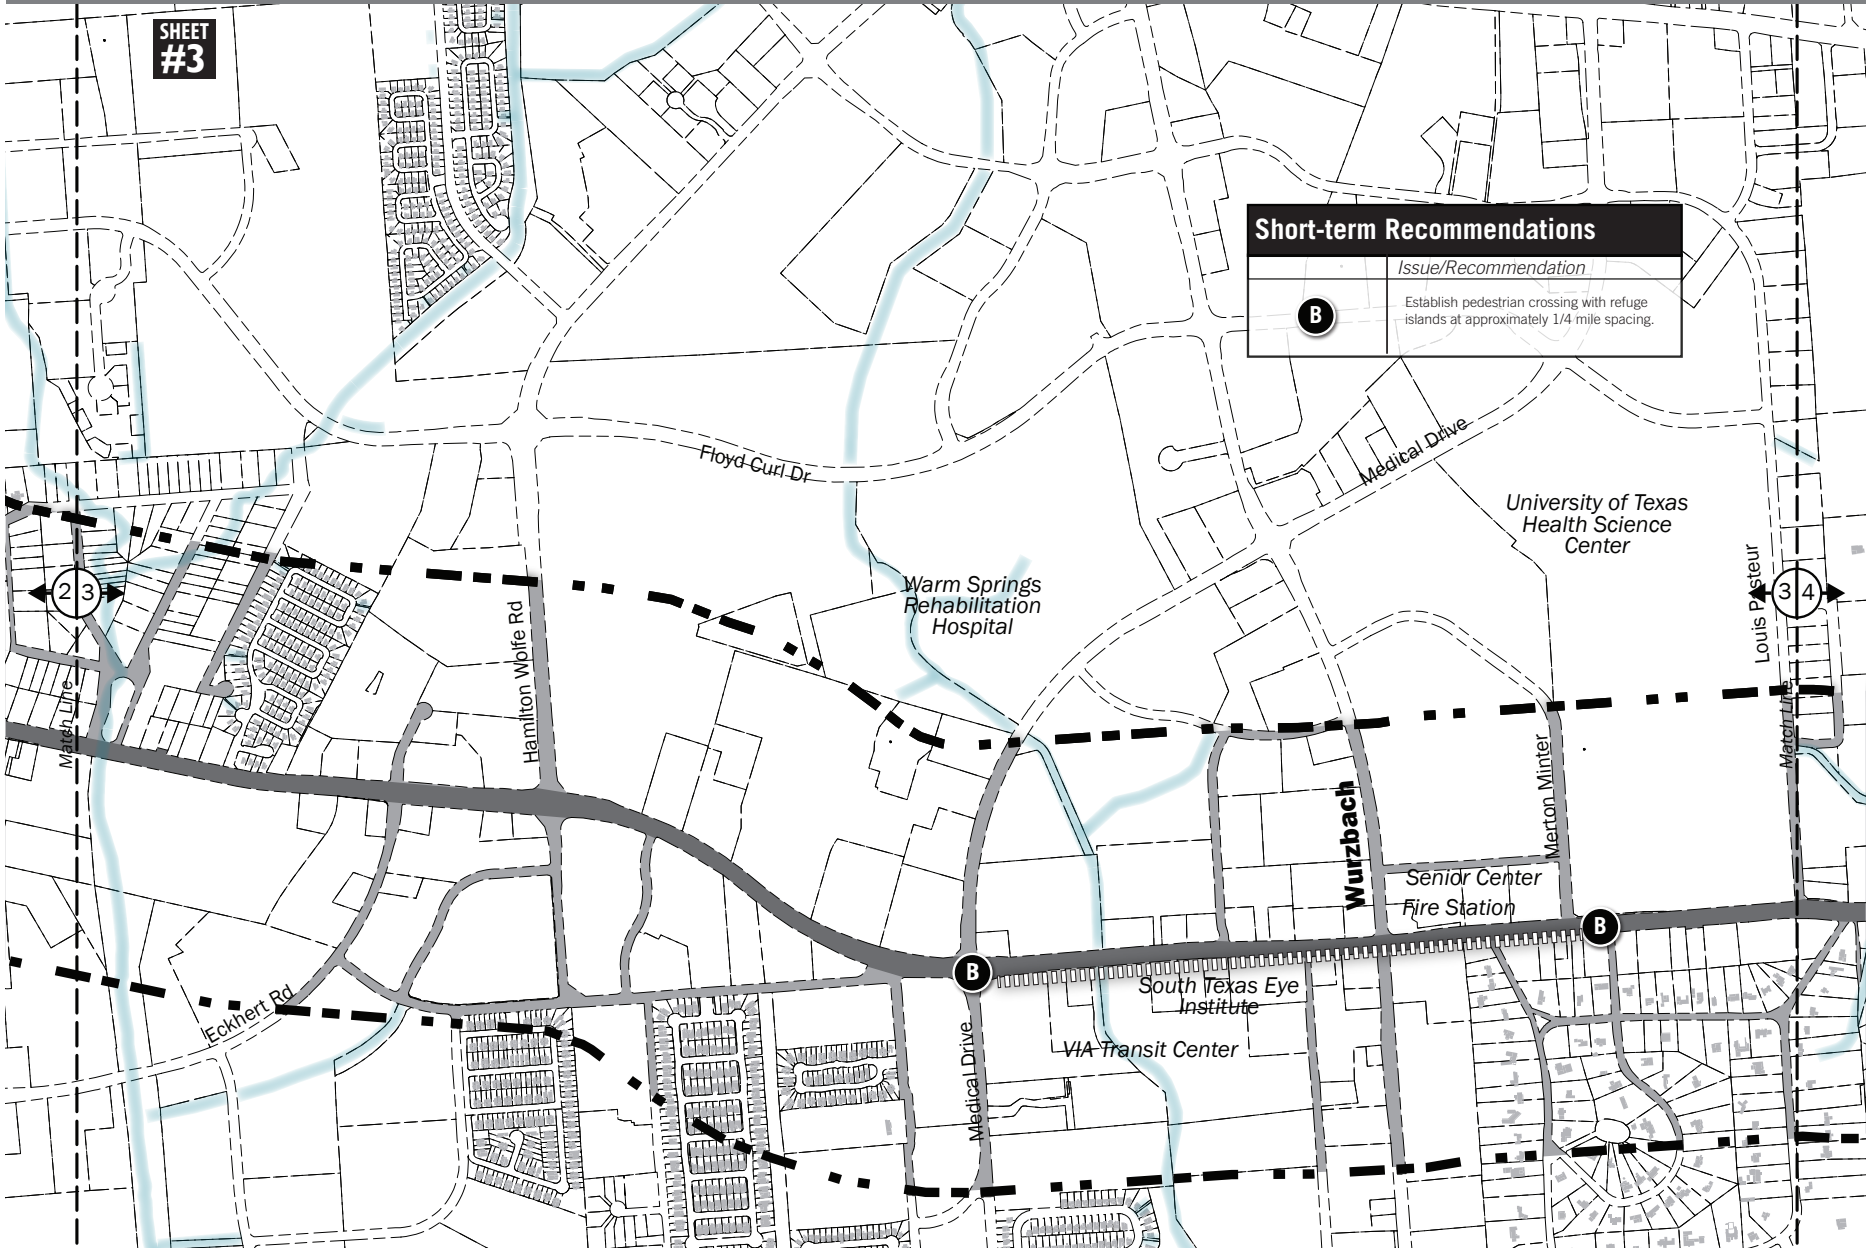 SHEET
#3
Short-term Recommendations
Issue/Recommendation
B
Establish pedestrian crossing with refuge
islands at approximately 1/4 mile spacing.
Floyd Curl Dr
Medical Drive
University of Texas
Health Science
Center
Warm Springs
Rehabilitation
Hospital
2 3
3 4
Louis Pasteur
Hamilton Wolfe Rd
Match Line
Match Line
Merton Minter
Wurzbach
Senior Center
Fire Station
B
B
South Texas Eye
Institute
Eckhert Rd
VIA Transit Center
Medical Drive